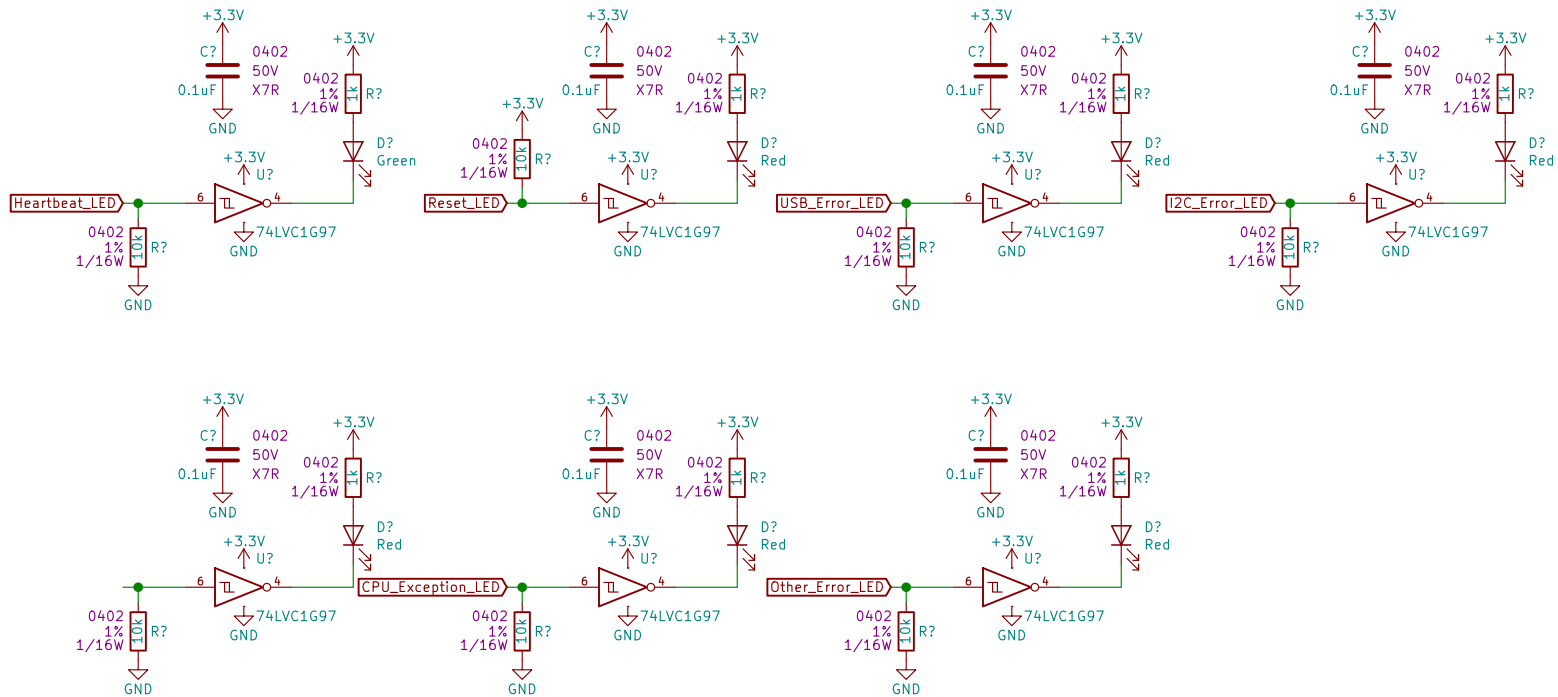 +3.3V
C?
0402
50V
X7R
0.1uF
GND
+3.3V
0402
1%
1/16W
1k
R?
D?
Green
+3.3V
U?
Heartbeat_LED
6
4
74LVC1G97
GND
0402
1%
1/16W
10k
R?
GND
+3.3V
C?
0402
50V
X7R
0.1uF
GND
+3.3V
0402
1%
1/16W
1k
R?
D?
Red
+3.3V
0402
1%
1/16W
10k
R?
+3.3V
U?
Reset_LED
6
4
74LVC1G97
GND
+3.3V
C?
0402
50V
X7R
0.1uF
GND
+3.3V
0402
1%
1/16W
1k
R?
D?
Red
+3.3V
U?
USB_Error_LED
6
4
74LVC1G97
GND
0402
1%
1/16W
10k
R?
GND
+3.3V
C?
0402
50V
X7R
0.1uF
GND
+3.3V
0402
1%
1/16W
1k
R?
D?
Red
+3.3V
U?
I2C_Error_LED
6
4
74LVC1G97
GND
0402
1%
1/16W
10k
R?
GND
+3.3V
C?
0402
50V
X7R
0.1uF
GND
+3.3V
0402
1%
1/16W
1k
R?
D?
Red
+3.3V
U?
6
4
74LVC1G97
GND
0402
1%
1/16W
10k
R?
GND
+3.3V
C?
0402
50V
X7R
0.1uF
GND
+3.3V
0402
1%
1/16W
1k
R?
D?
Red
+3.3V
U?
CPU_Exception_LED
6
4
74LVC1G97
GND
0402
1%
1/16W
10k
R?
GND
+3.3V
C?
0402
50V
X7R
0.1uF
GND
+3.3V
0402
1%
1/16W
1k
R?
D?
Red
+3.3V
U?
Other_Error_LED
6
4
74LVC1G97
GND
0402
1%
1/16W
10k
R?
GND